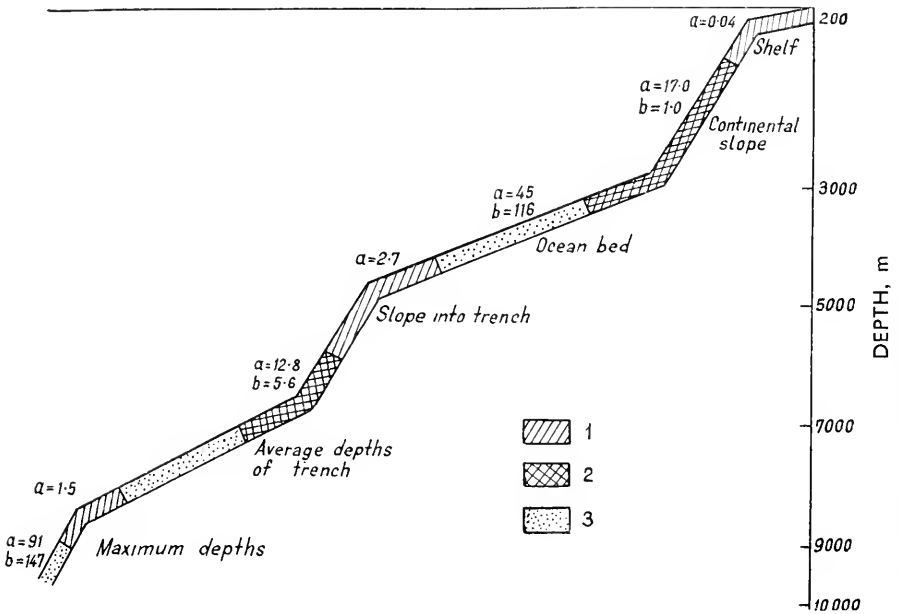 a=0·04
200
Shelf
a=17·0
b=1·0
Continental
slope
3000
a=45
b=116
Ocean bed
a=2·7
5000
Slope into trench
DEPTH, m
a=12·8
b=5·6
7000
Average depths
of trench
1
2
3
a=1·5
9000
Maximum depths
a=91
b=147
10000